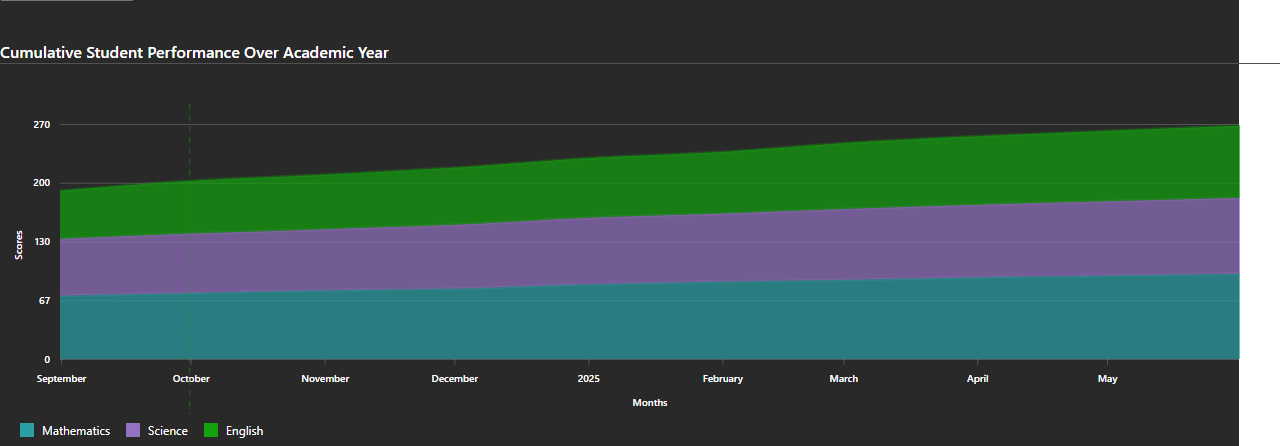 Cumulative Student Performance Over Academic Year
270
200
130
67
0
Scores
September October November December 2025 February March April May
Months
Mathematics Science English